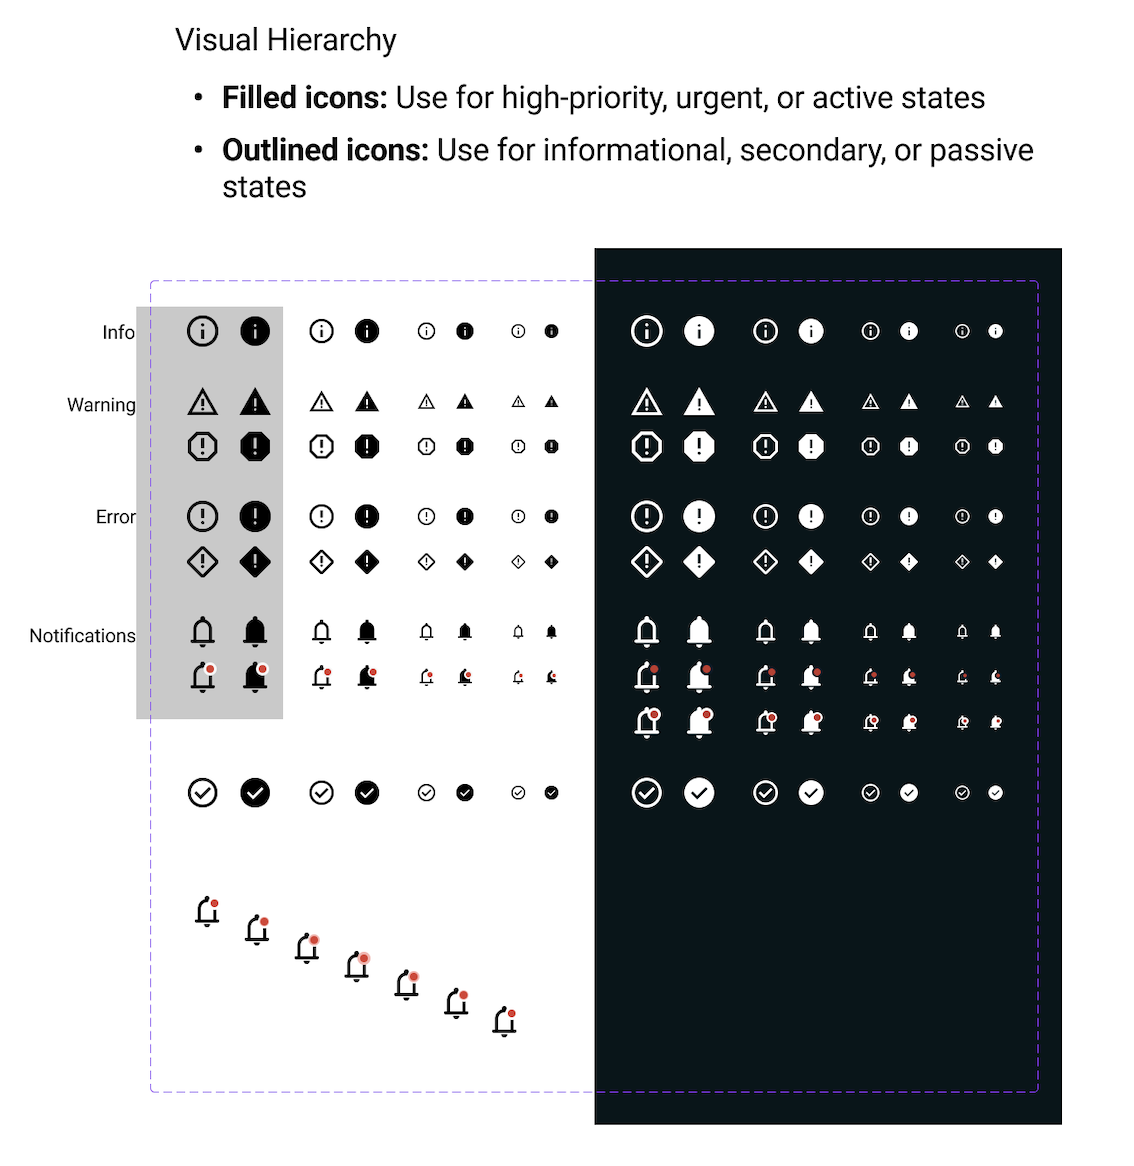 Visual Hierarchy
• Filled icons: Use for high-priority, urgent, or active states
• Outlined icons: Use for informational, secondary, or passive
states
Info
Warning
Error
Notifications